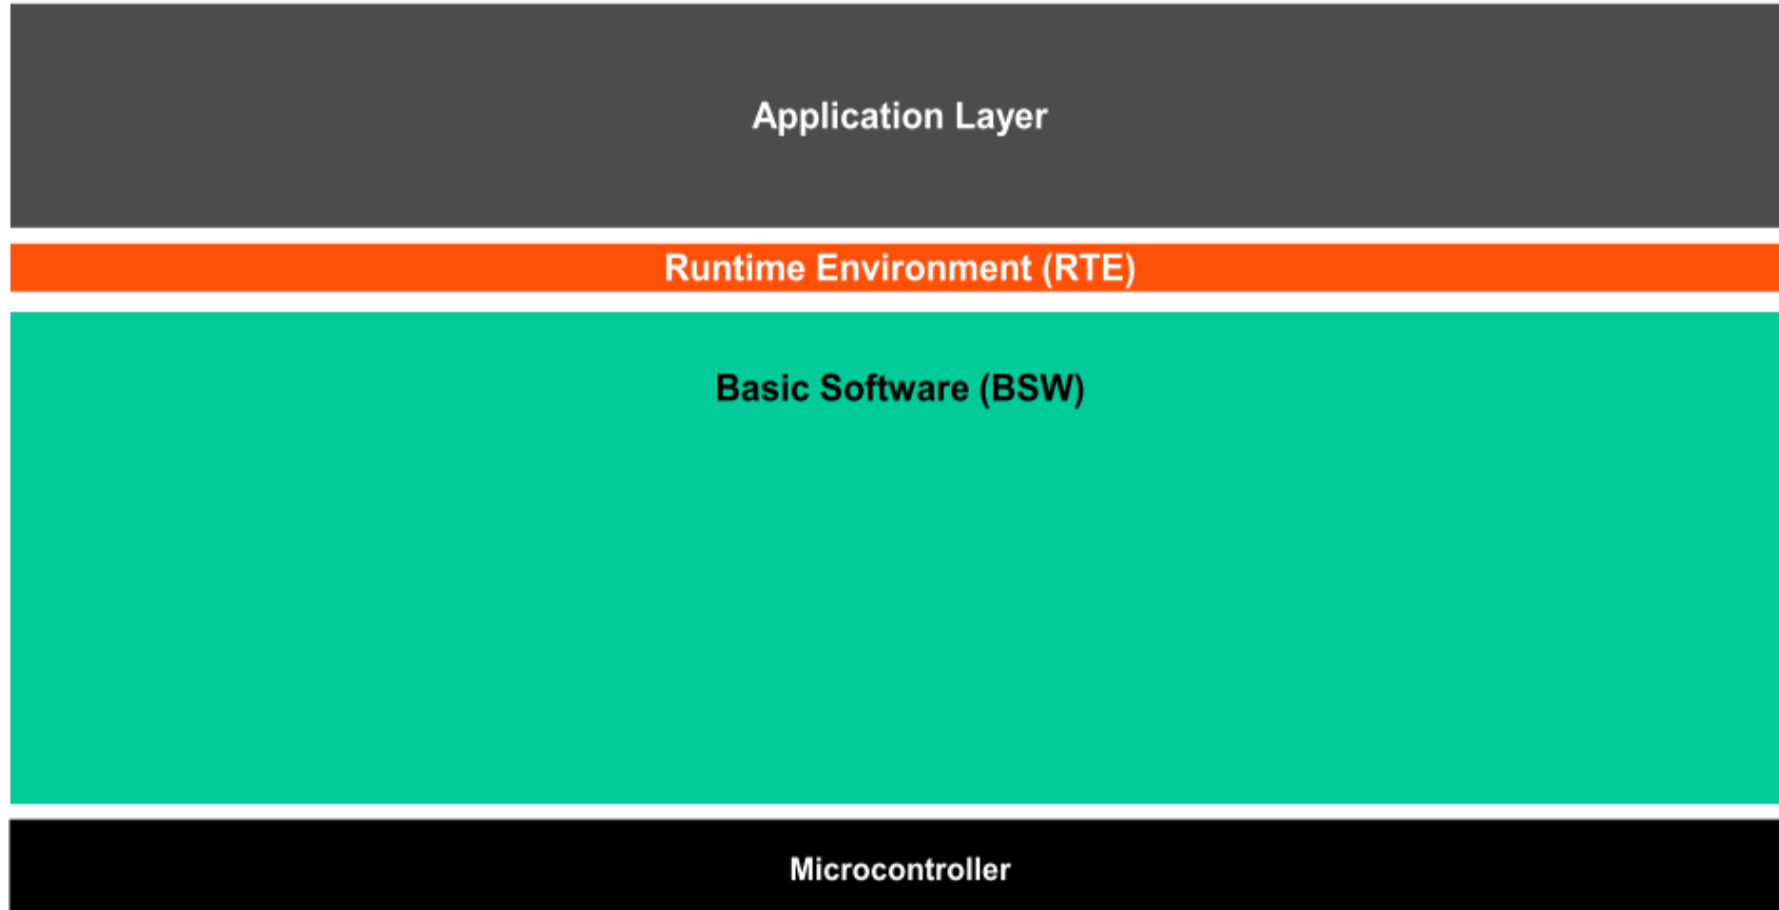 Application Layer
Runtime Environment (RTE)
Basic Software (BSW)
Microcontroller